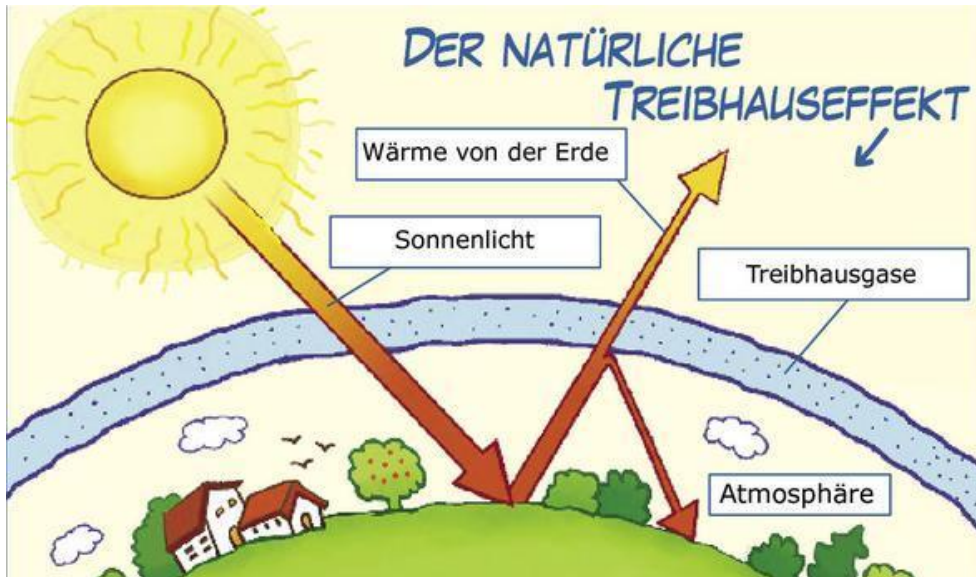 DER NATÜRLICHE
TREIBHAUSEFFEKT
Wärme von der Erde
Sonnenlicht
Treibhausgase
Atmosphäre